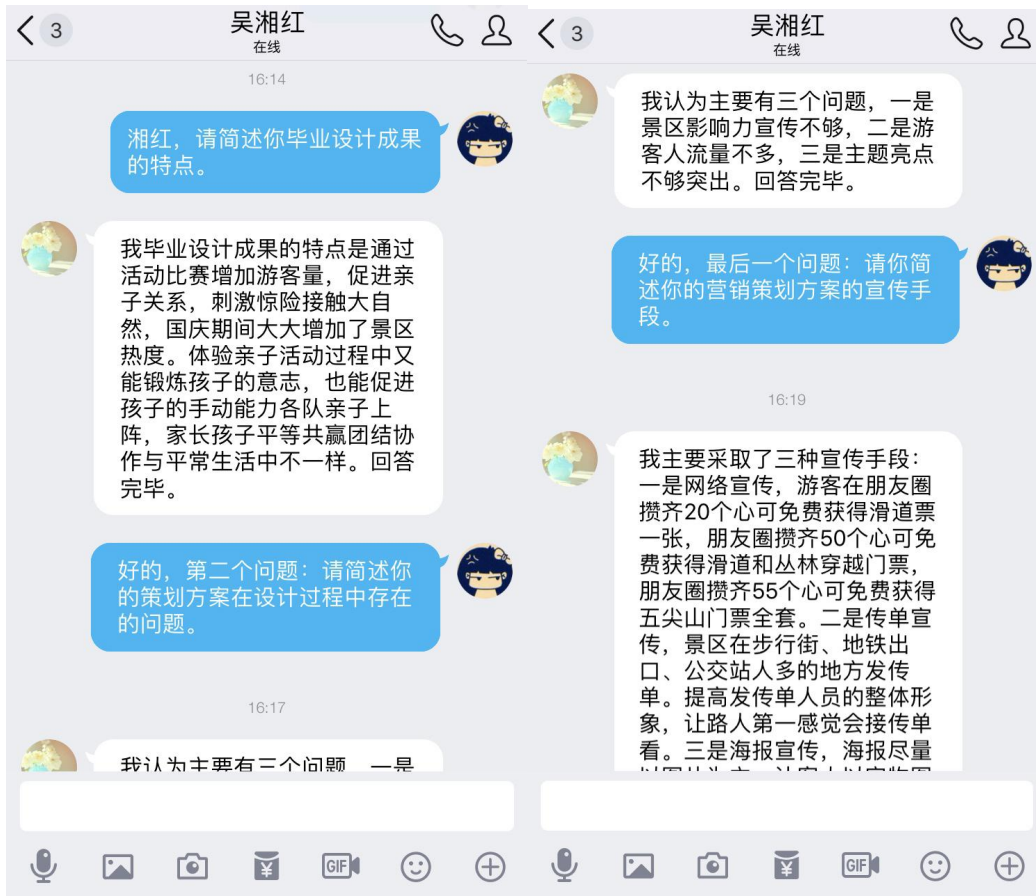 3
吴湘红
在线
16:14
湘红，请简述你毕业设计成果
的特点。
我毕业设计成果的特点是通过
活动比赛增加游客量，促进亲
子关系，刺激惊险接触大自
然，国庆期间大大增加了景区
热度。体验亲子活动过程中又
能锻炼孩子的意志，也能促进
孩子的手动能力各队亲子上
阵，家长孩子平等共赢团结协
作与平常生活中不一样。回答
完毕。
好的，第二个问题：请简述你
的策划方案在设计过程中存在
的问题。
16:17
我认为主要有三个问题，一是
GIF
3
吴湘红
在线
我认为主要有三个问题，一是
景区影响力宣传不够，二是游
客人流量不多，三是主题亮点
不够突出。回答完毕。
好的，最后一个问题：请你简
述你的营销策划方案的宣传手
段。
16:19
我主要采取了三种宣传手段：
一是网络宣传，游客在朋友圈
攒齐20个心可免费获得滑道票
一张，朋友圈攒齐50个心可免
费获得滑道和丛林穿越门票，
朋友圈攒齐55个心可免费获得
五尖山门票全套。二是传单宣
传，景区在步行街、地铁出
口、公交站人多的地方发传
单。提高发传单人员的整体形
象，让路人第一感觉会接传单
看。三是海报宣传，海报尽量
GIF